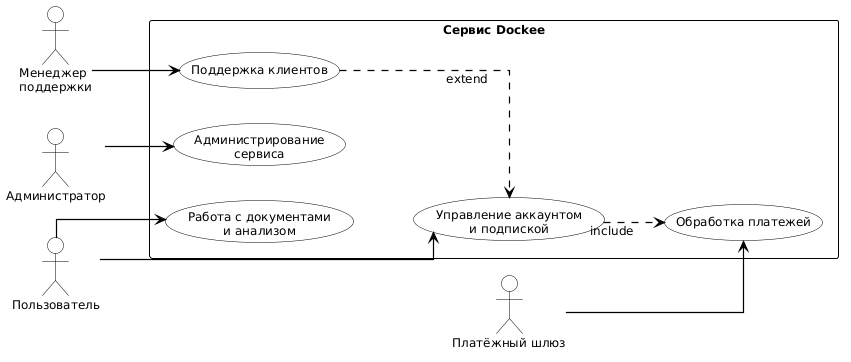 Сервис Dockee
Менеджер
поддержки
Поддержка клиентов
extend
Администрирование
сервиса
Администратор
Работа с документами
и анализом
Управление аккаунтом
и подпиской
include
Обработка платежей
Пользователь
Платёжный шлюз